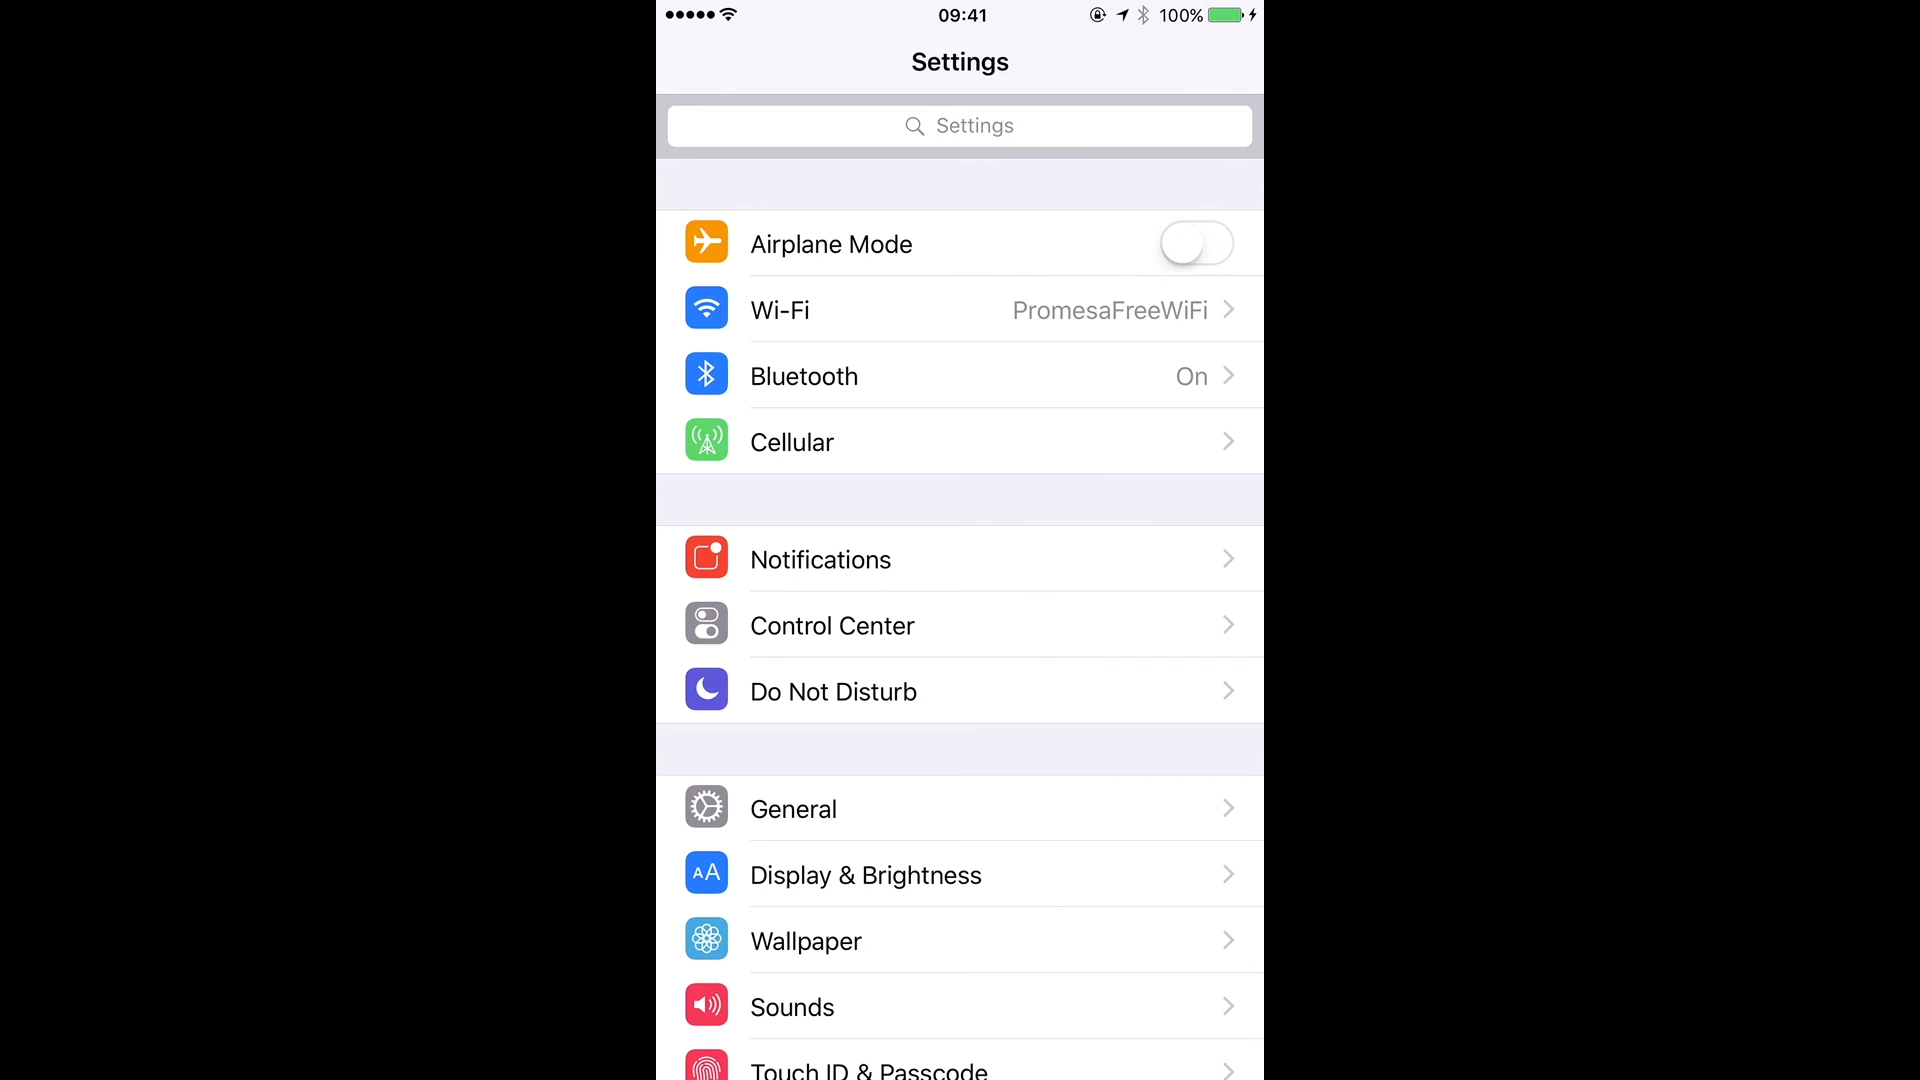 09:41
100%
Settings
Settings
Airplane Mode
Wi-Fi PromesaFreeWiFi
Bluetooth On
Cellular
Notifications
Control Center
Do Not Disturb
General
AA Display & Brightness
Wallpaper
Sounds
Touch ID & Passcode